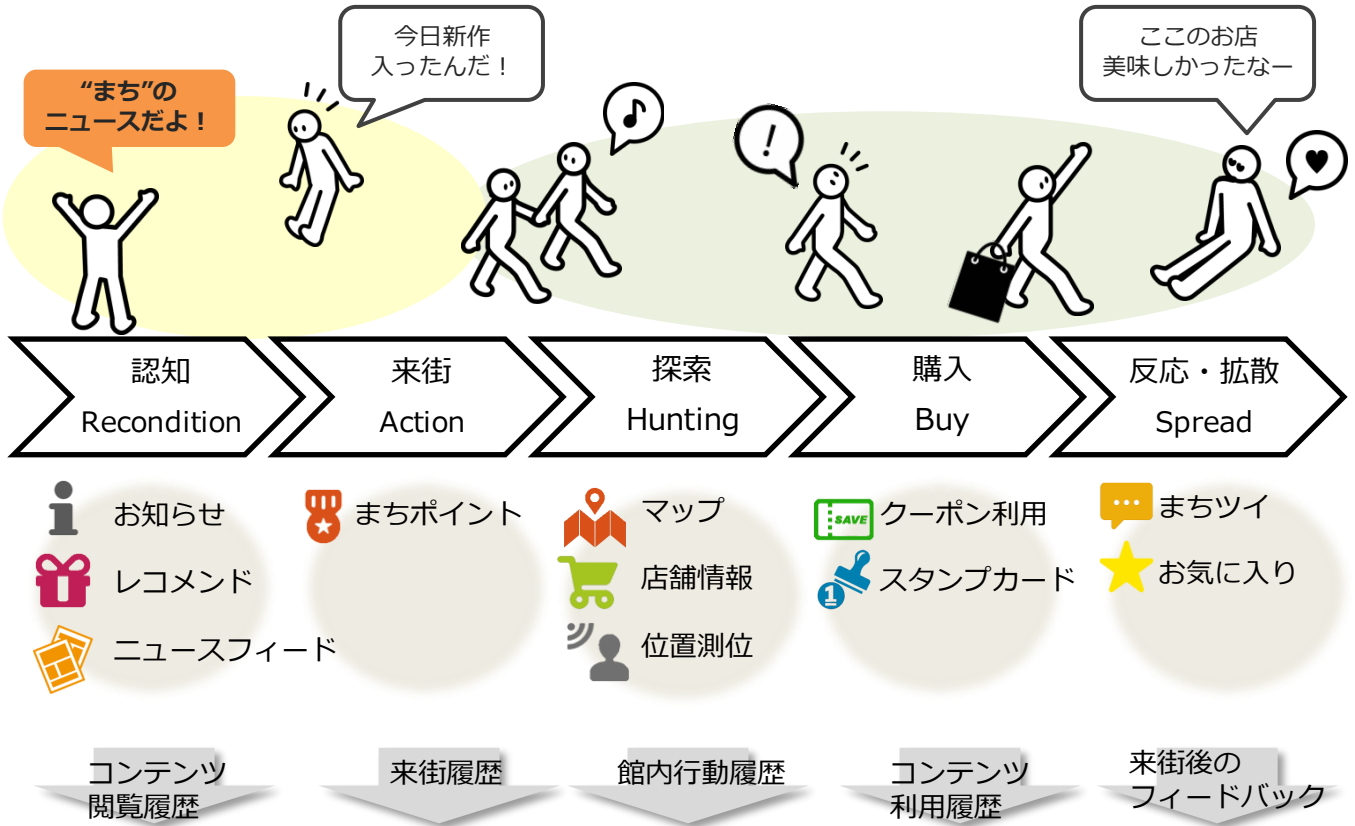 今日新作
入ったんだ！
ここのお店
美味しかったなー
“まち”の
ニュースだよ！
!
認知
Recondition
来街
Action
探索
Hunting
購入
Buy
反応・拡散
Spread
お知らせ
レコメンド
ニュースフィード
まちポイント
マップ
店舗情報
位置測位
SAVE
クーポン利用
1
スタンプカード
まちツイ
お気に入り
コンテンツ
閲覧履歴
来街履歴
館内行動履歴
コンテンツ
利用履歴
来街後の
フィードバック